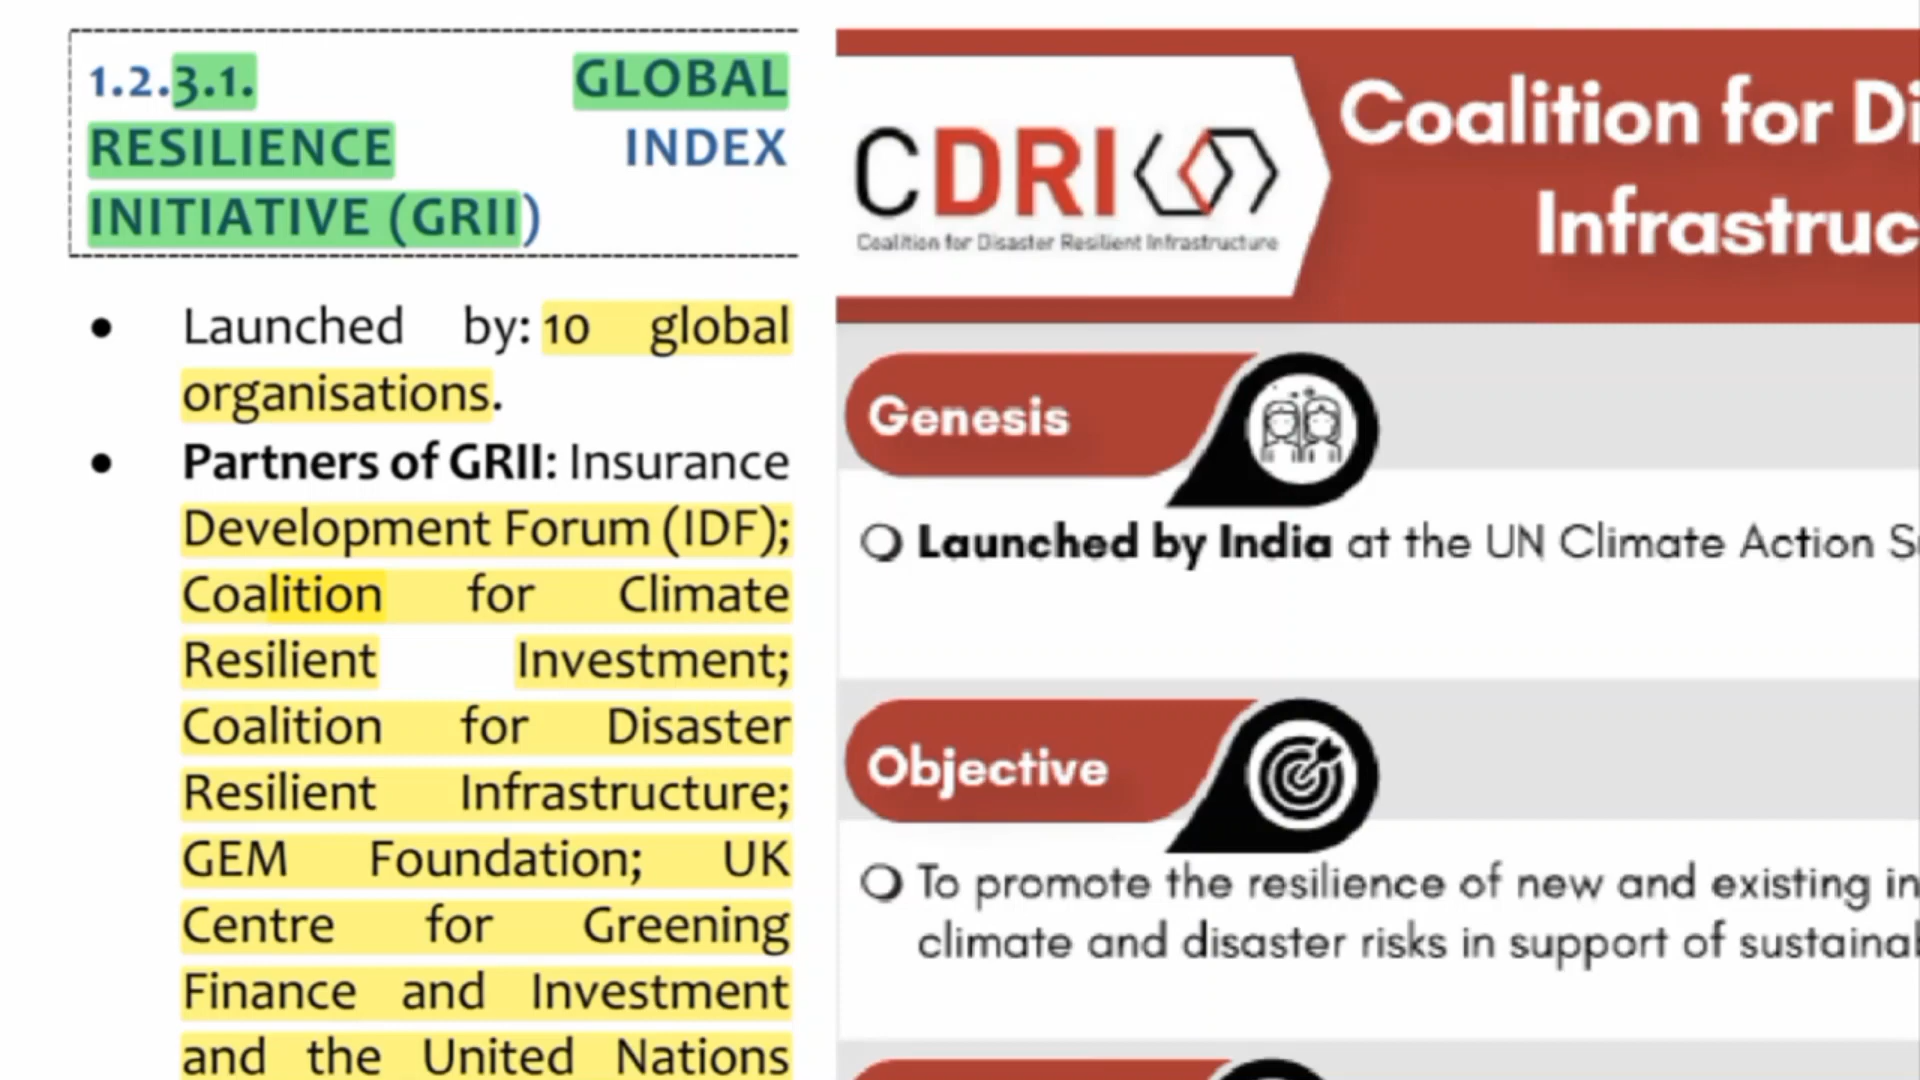 1.2.3.1. GLOBAL
RESILIENCE INDEX
INITIATIVE (GRII)
• Launched by: 10 global
organisations.
• Partners of GRII: Insurance
Development Forum (IDF);
Coalition for Climate
Resilient Investment;
Coalition for Disaster
Resilient Infrastructure;
GEM Foundation; UK
Centre for Greening
Finance and Investment
and the United Nations
CDRI
Coalition for Disaster Resilient Infrastructure
Coalition for Di
Infrastruc
Genesis
Launched by India at the UN Climate Action S
Objective
To promote the resilience of new and existing in
climate and disaster risks in support of sustaina